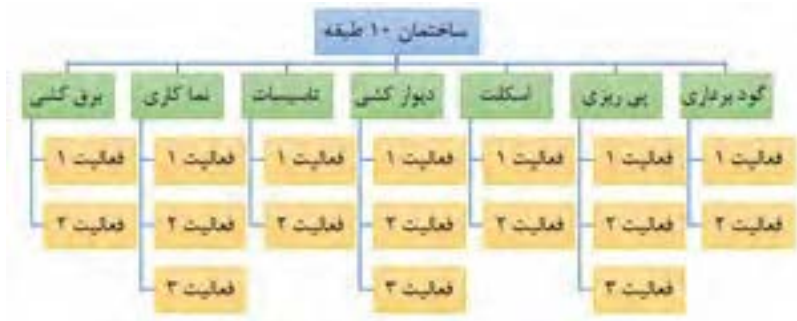 ساختمان ۱۰ طبقه
گود برداری
پی ریزی
اسکلت
دیوار کشی
تاسیسات
نما کاری
برق کشی
فعالیت ۱
فعالیت ۱
فعالیت ۱
فعالیت ۱
فعالیت ۱
فعالیت ۱
فعالیت ۱
فعالیت ۲
فعالیت ۲
فعالیت ۲
فعالیت ۲
فعالیت ۲
فعالیت ۲
فعالیت ۲
فعالیت ۳
فعالیت ۳
فعالیت ۳